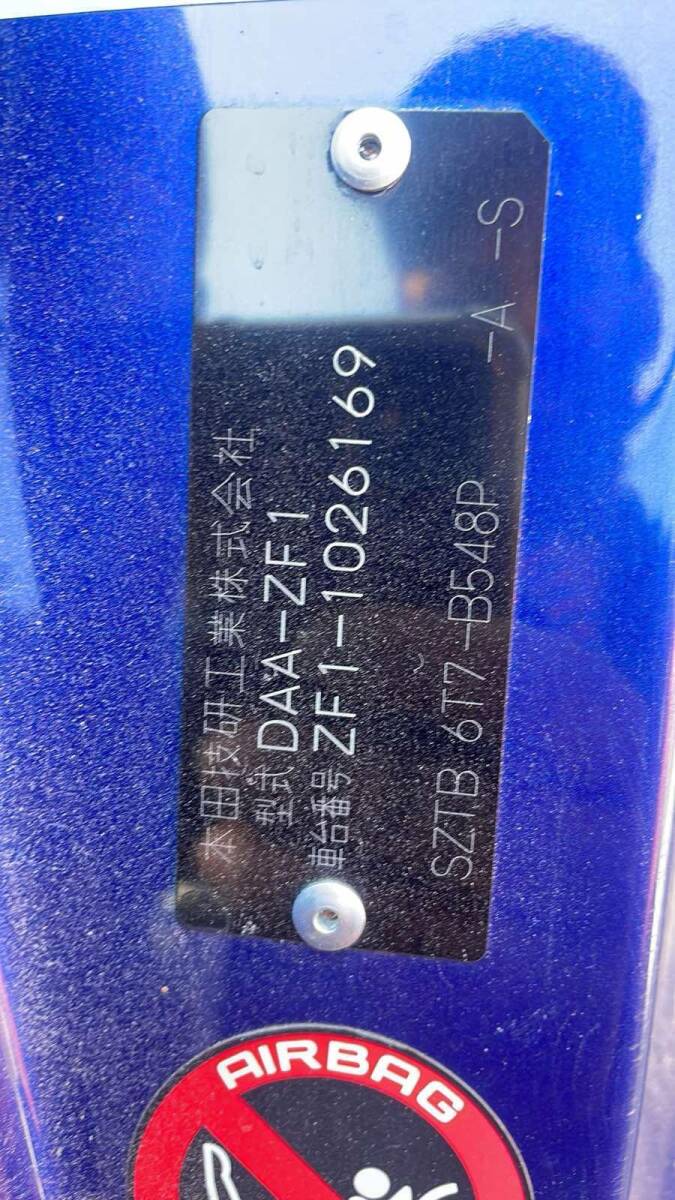 本田技研工業株式会社
型式 DAA-ZF1
車台番号 ZF1-1026169
SZTB 6T7-B548P -A -S
AIRBAG